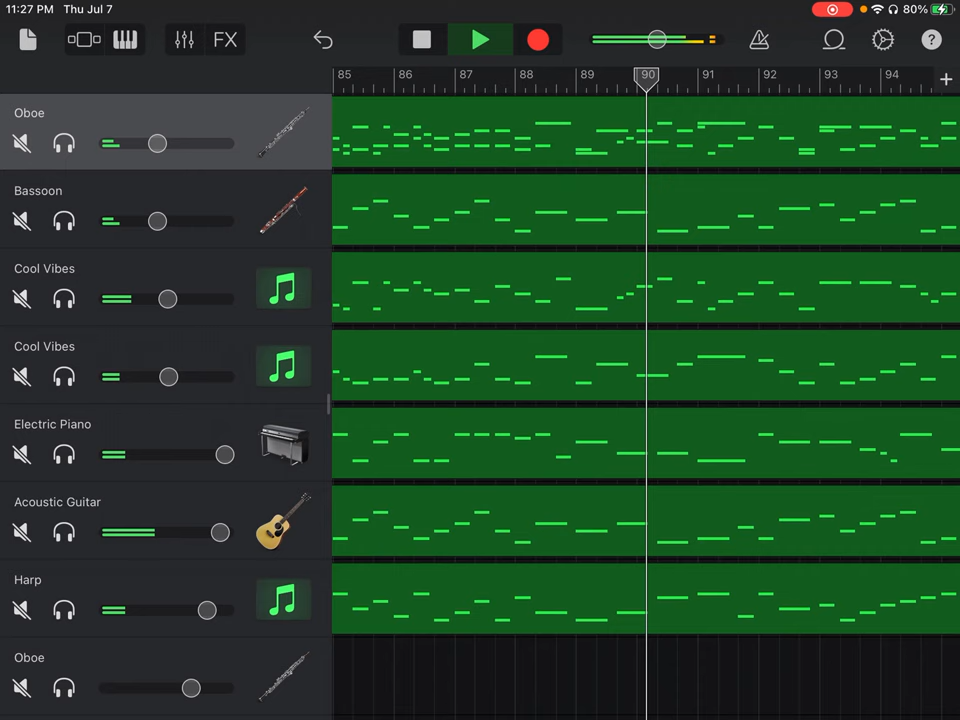 11:27 PM Thu Jul 7
80%
FX
?
85 86 87 88 89 90 91 92 93 94
+
Oboe
Bassoon
Cool Vibes
Cool Vibes
Electric Piano
Acoustic Guitar
Harp
Oboe